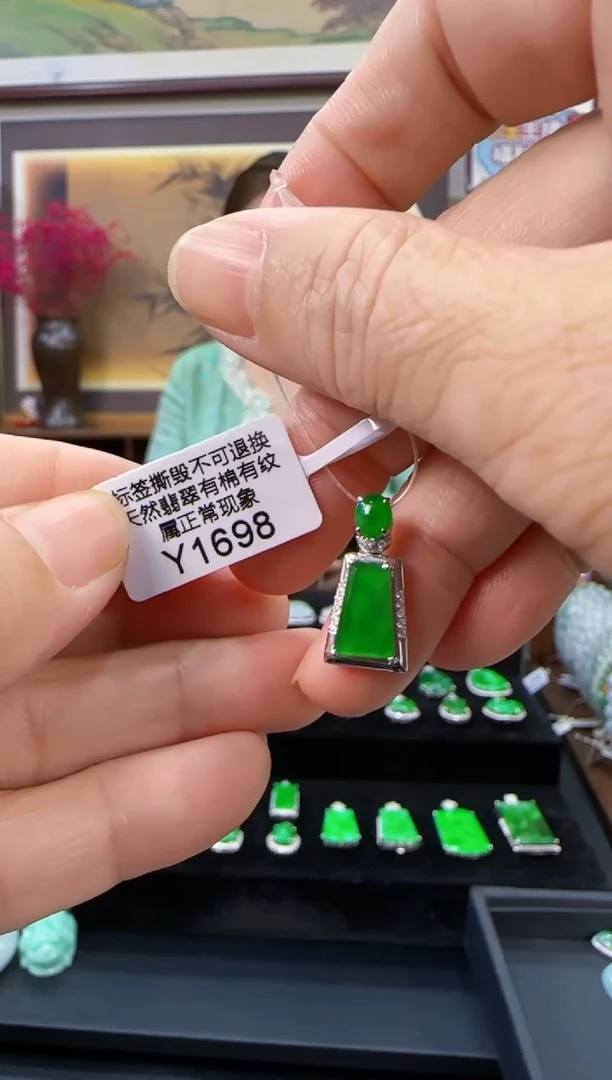 标签撕毁不可退换
天然翡翠有棉有纹
属正常现象
Y1698